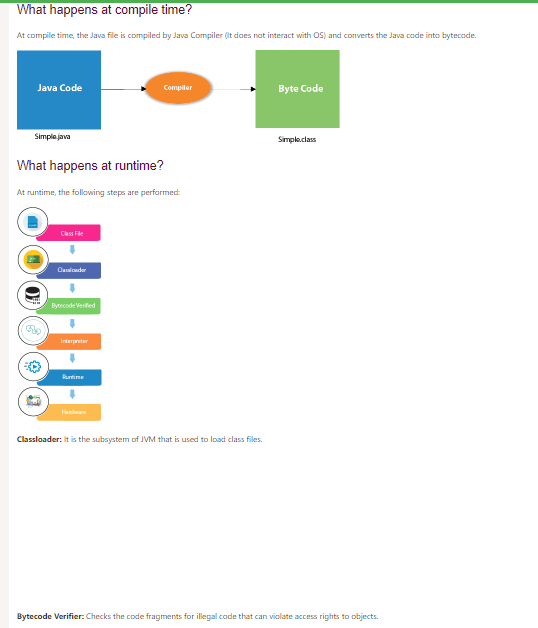 What happens at compile time?
At compile time, the Java file is compiled by Java Compiler (It does not interact with OS) and converts the Java code into bytecode.
Java Code
Compiler
Byte Code
Simple.java
Simple.class
What happens at runtime?
At runtime, the following steps are performed:
Class File
Classloader
Bytecode Verified
Interpreter
Runtime
Hardware
Classloader: It is the subsystem of JVM that is used to load class files.
Bytecode Verifier: Checks the code fragments for illegal code that can violate access rights to objects.